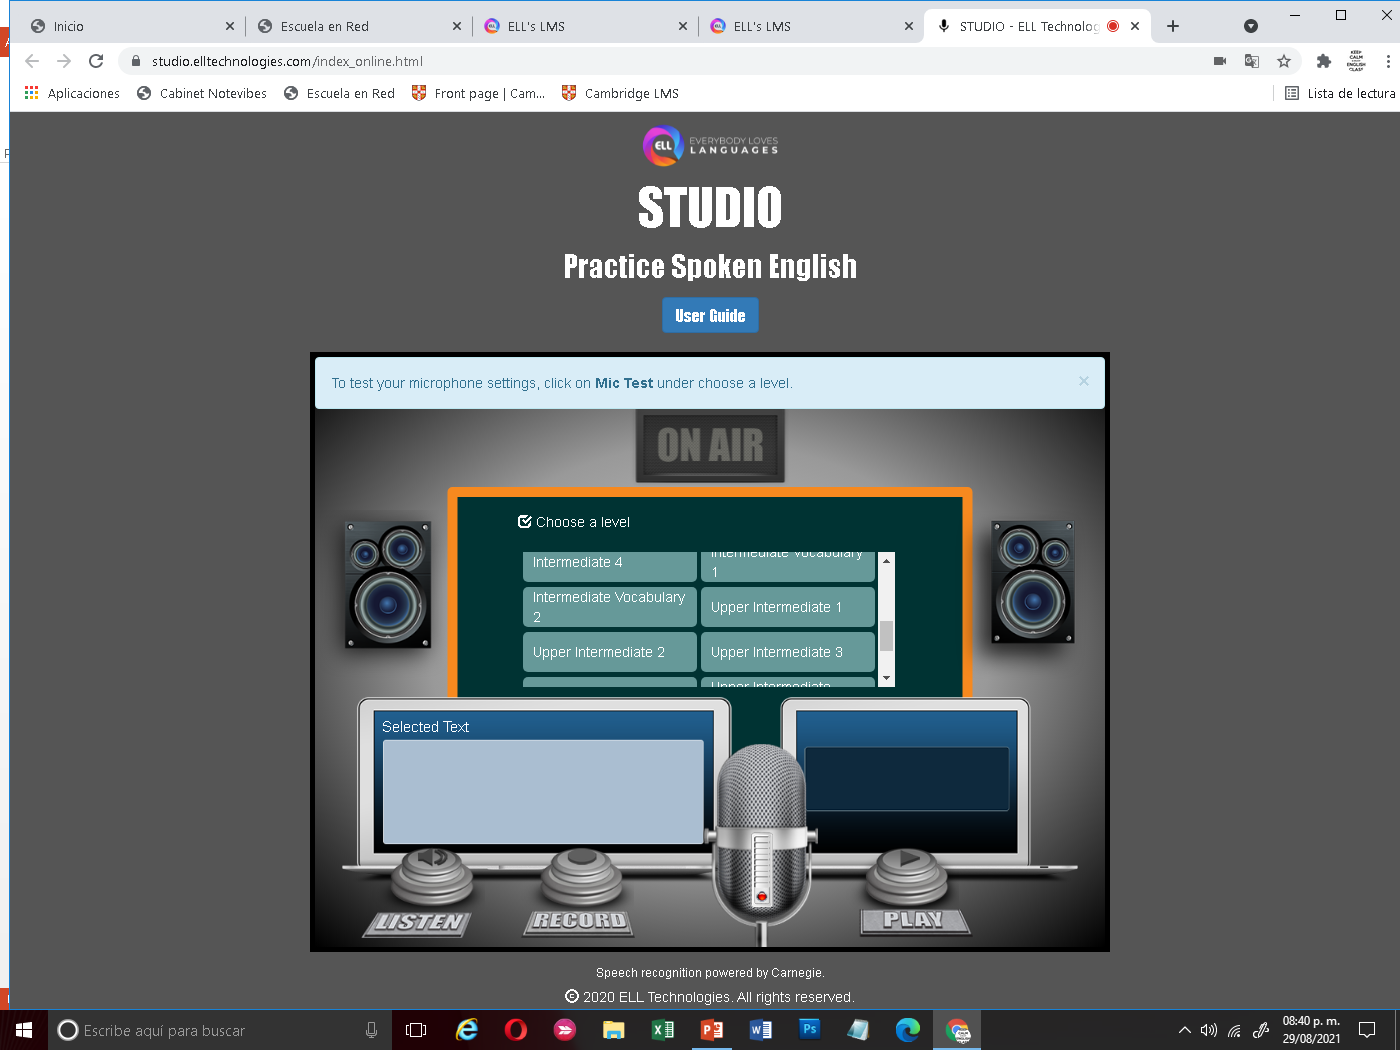 Inicio
Escuela en Red
ELL's LMS
ELL's LMS
STUDIO - ELL Technolog
studio.elltechnologies.com/index_online.html
Aplicaciones
Cabinet Notevibes
Escuela en Red
Front page | Cam...
Cambridge LMS
Lista de lectura
ELL EVERYBODY LOVES
LANGUAGES
STUDIO
Practice Spoken English
User Guide
To test your microphone settings, click on Mic Test under choose a level.
ON AIR
Choose a level
Intermediate 4
Intermediate Vocabulary
1
Intermediate Vocabulary
2
Upper Intermediate 1
Upper Intermediate 2
Upper Intermediate 3
Upper Intermediate
Selected Text
LISTEN
RECORD
PLAY
Speech recognition powered by Carnegie.
© 2020 ELL Technologies. All rights reserved.
Escribe aquí para buscar
08:40 p. m.
29/08/2021